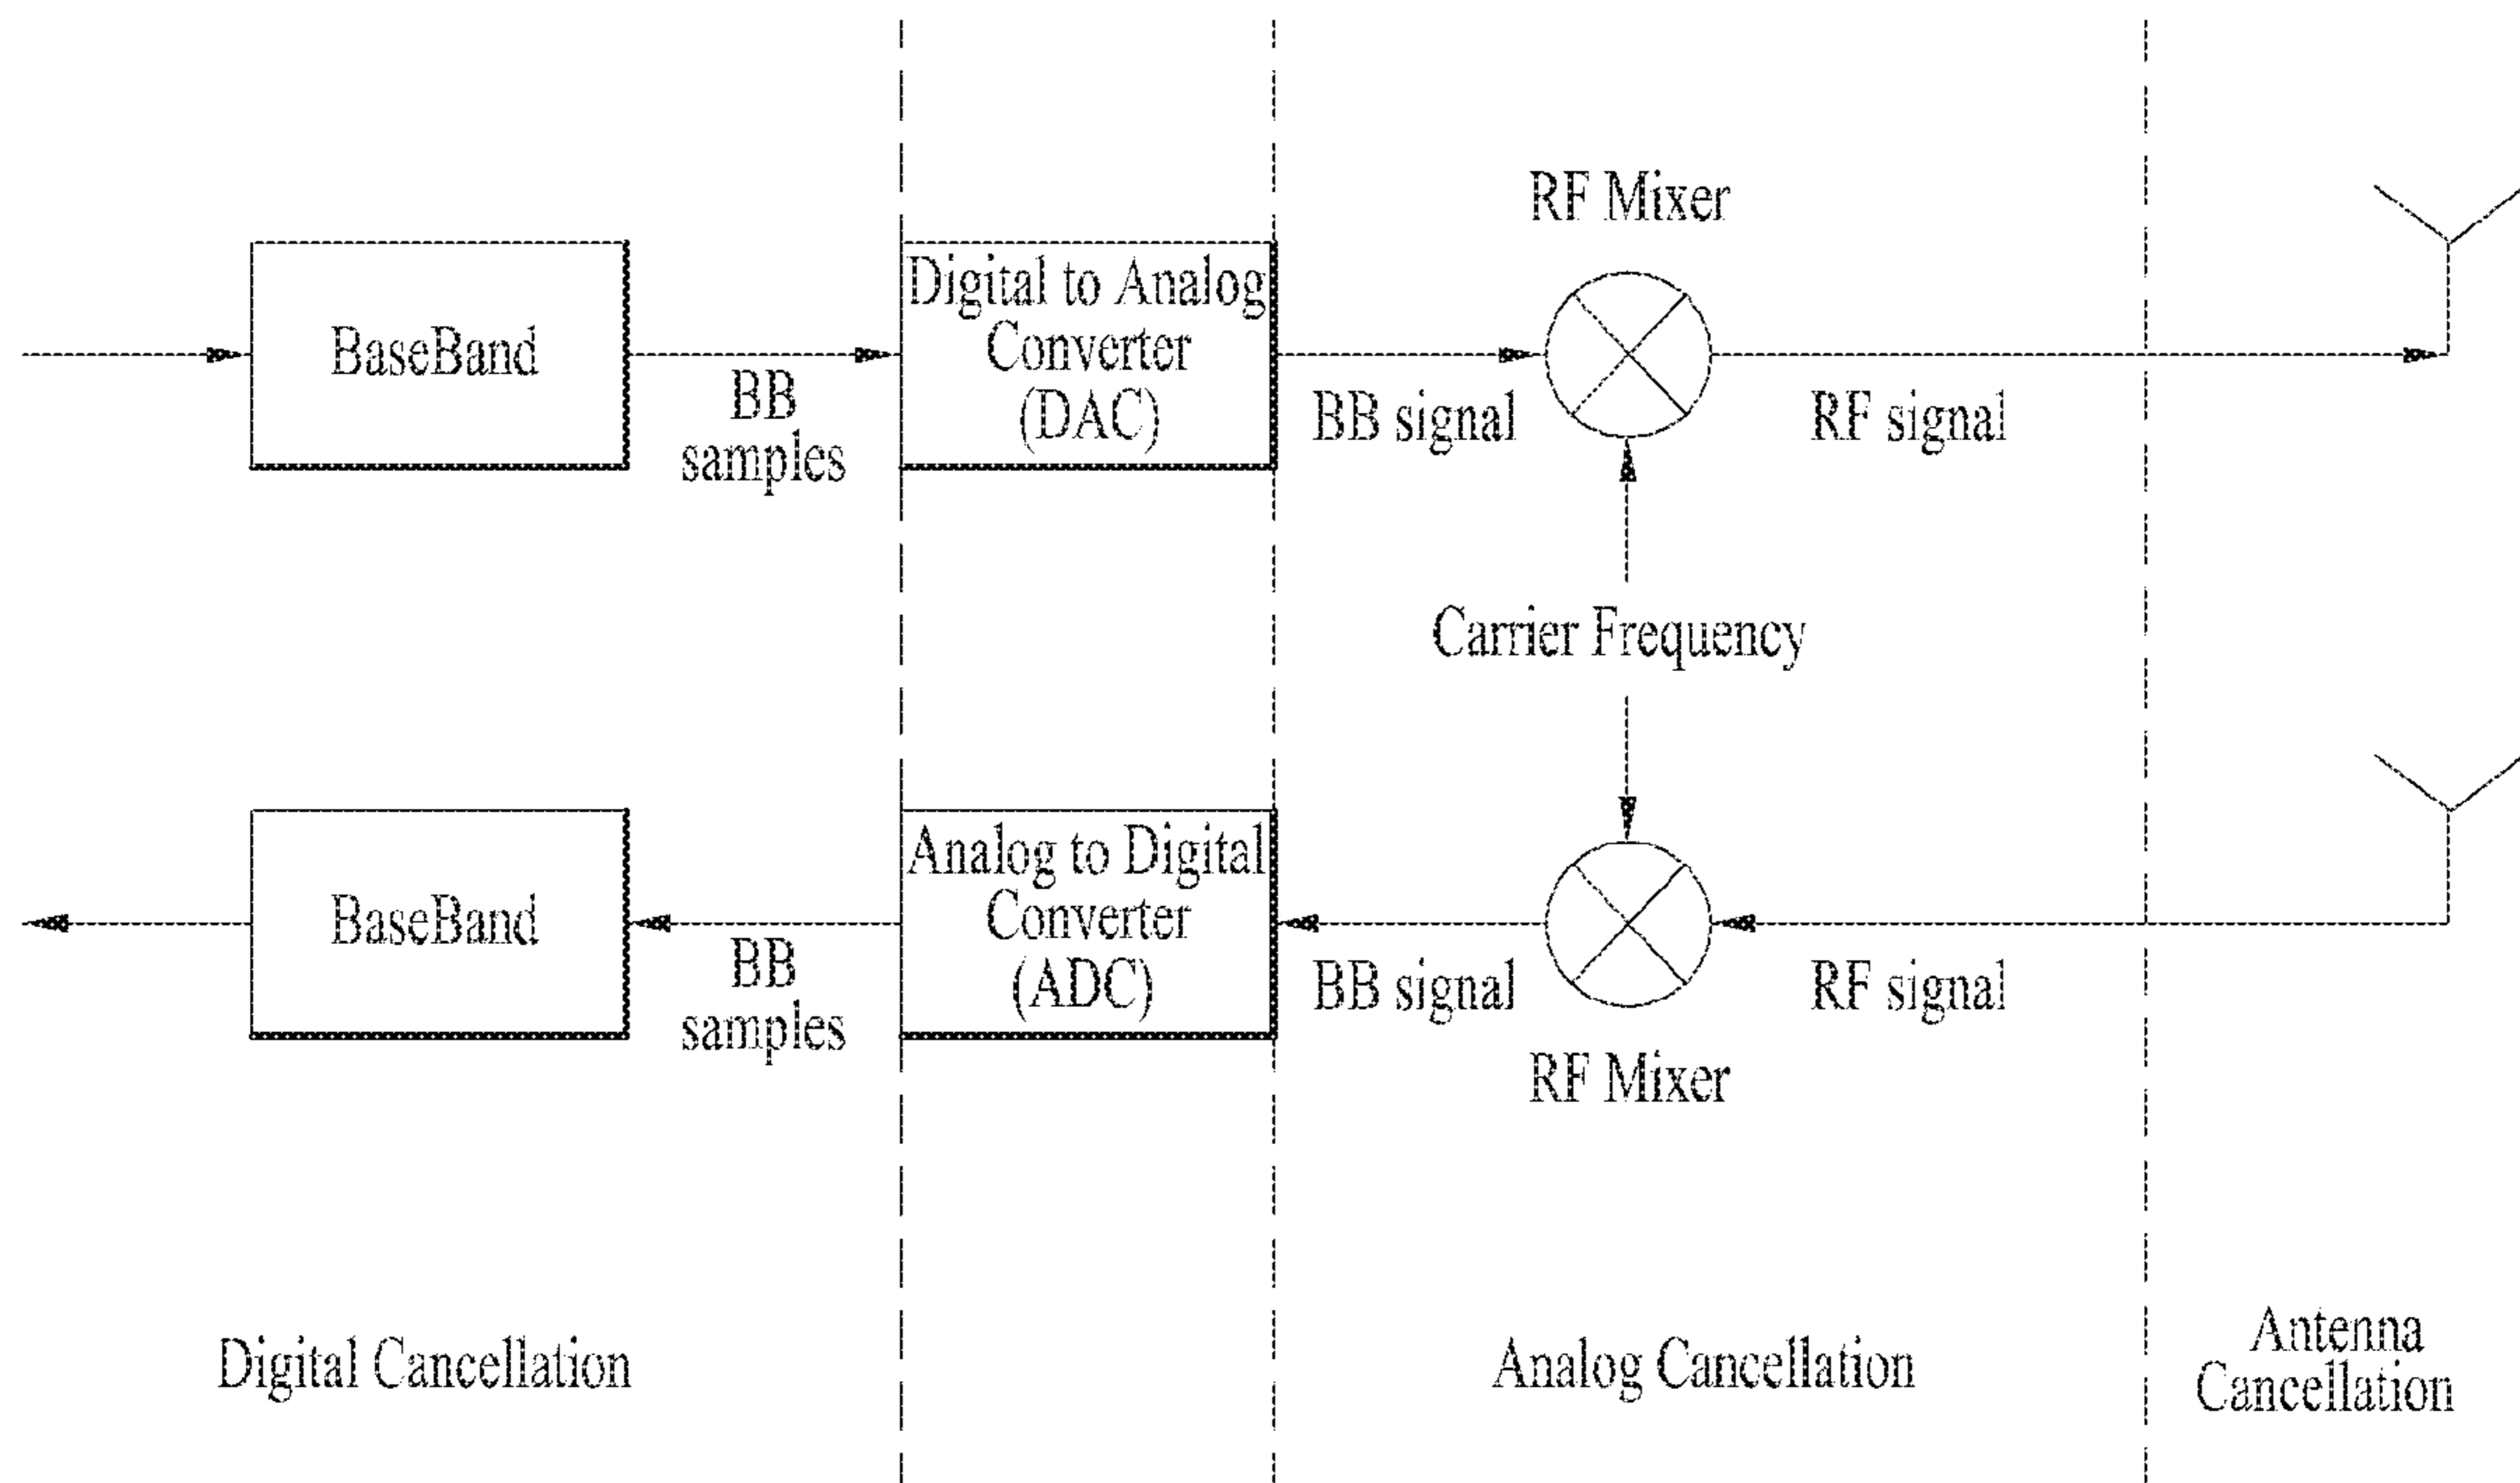 RF Mixer
BaseBand
BB
samples
Digital to Analog
Converter
(DAC)
BB signal
RF signal
Carrier Frequency
BaseBand
BB
samples
Analog to Digital
Converter
(ADC)
BB signal
RF signal
RF Mixer
Digital Cancellation
Analog Cancellation
Antenna
Cancellation